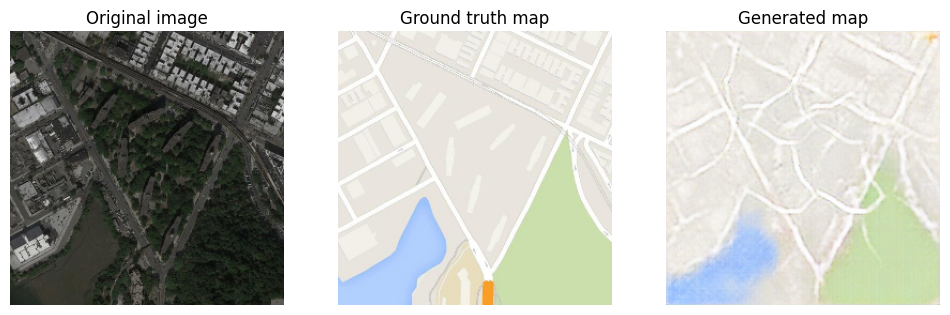 Original image
Ground truth map
Generated map